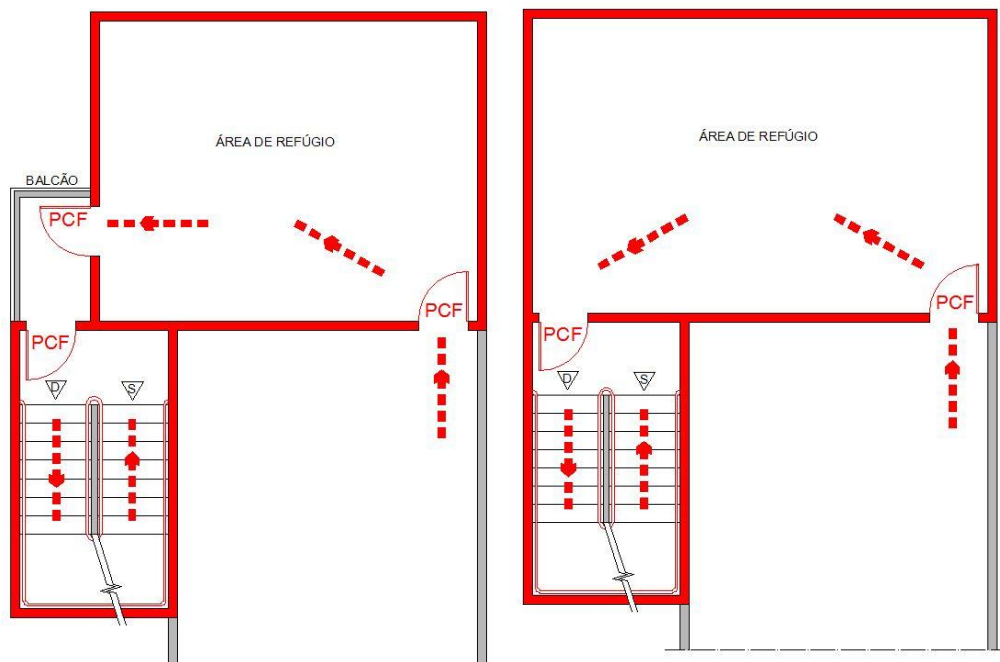 ÁREA DE REFÚGIO
BALCÃO
PCF
PCF
PCF
D
S
ÁREA DE REFÚGIO
PCF
PCF
D
S